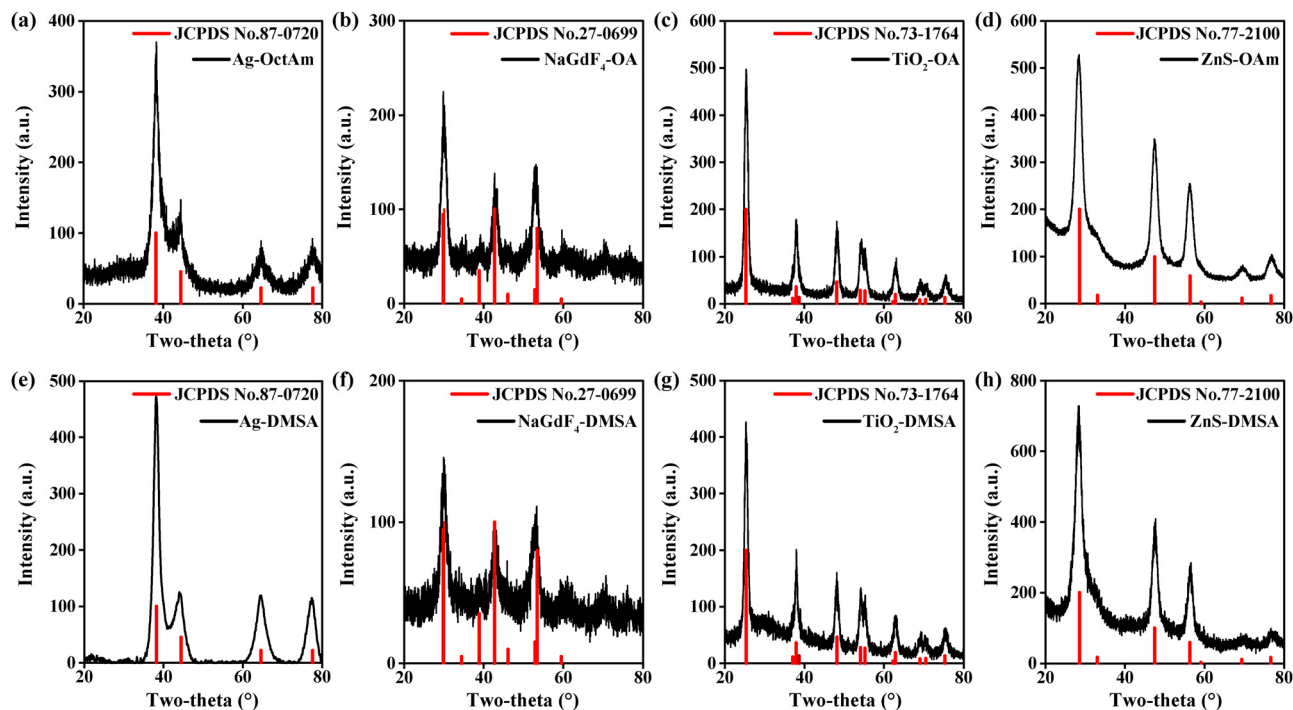 (a)
JCPDS No.87-0720
Ag-OctAm
Intensity (a.u.)
400
300
200
100
0
20 40 60 80
Two-theta (°)
(b)
JCPDS No.27-0699
NaGdF₄-OA
Intensity (a.u.)
300
200
100
0
20 40 60 80
Two-theta (°)
(c)
JCPDS No.73-1764
TiO₂-OA
Intensity (a.u.)
600
500
400
300
200
100
0
20 40 60 80
Two-theta (°)
(d)
JCPDS No.77-2100
ZnS-OAm
Intensity (a.u.)
600
500
400
300
200
100
0
20 40 60 80
Two-theta (°)
(e)
JCPDS No.87-0720
Ag-DMSA
Intensity (a.u.)
500
400
300
200
100
0
20 40 60 80
Two-theta (°)
(f)
JCPDS No.27-0699
NaGdF₄-DMSA
Intensity (a.u.)
200
100
0
20 40 60 80
Two-theta (°)
(g)
JCPDS No.73-1764
TiO₂-DMSA
Intensity (a.u.)
500
400
300
200
100
0
20 40 60 80
Two-theta (°)
(h)
JCPDS No.77-2100
ZnS-DMSA
Intensity (a.u.)
800
600
400
200
0
20 40 60 80
Two-theta (°)